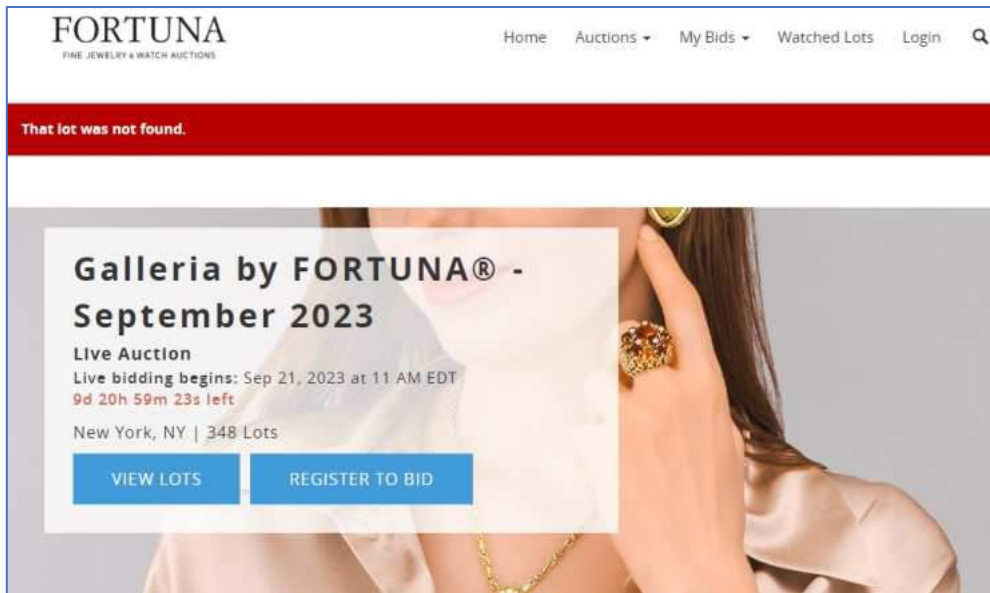 FORTUNA
FINE JEWELRY & WATCH AUCTIONS
Home Auctions My Bids Watched Lots Login
That lot was not found.
Galleria by FORTUNA® -
September 2023
Live Auction
Live bidding begins: Sep 21, 2023 at 11 AM EDT
9d 20h 59m 23s left
New York, NY | 348 Lots
VIEW LOTS REGISTER TO BID